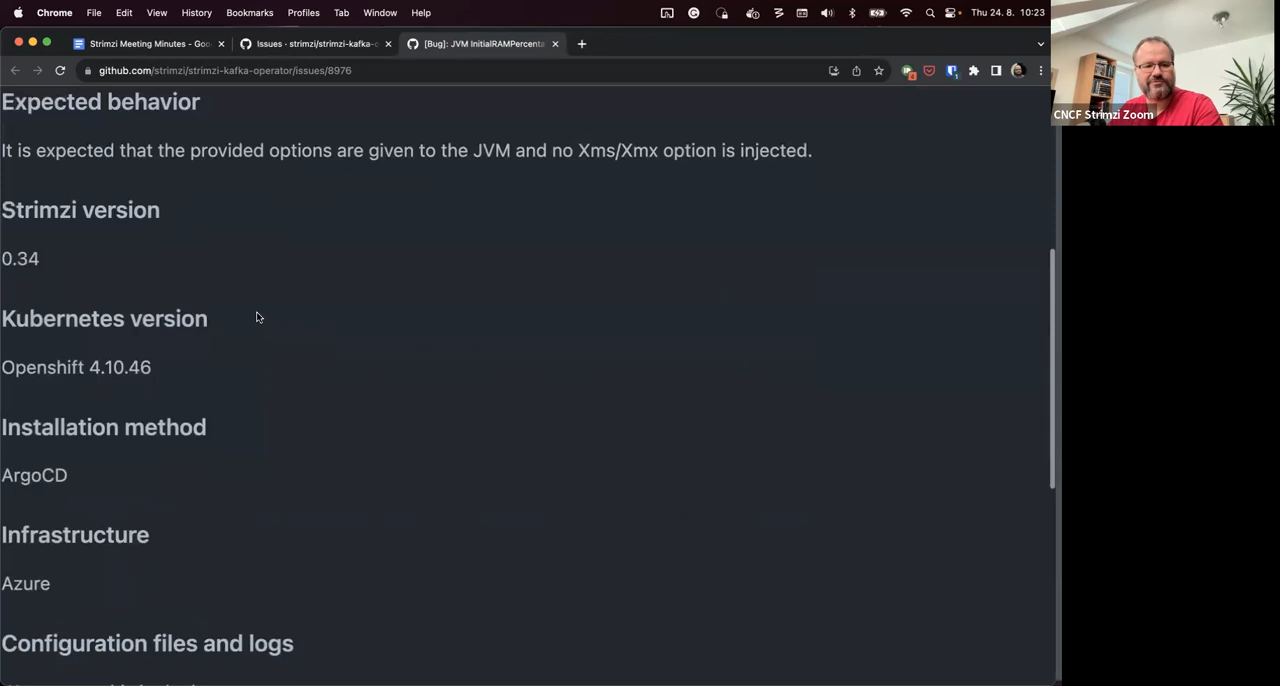 Chrome File Edit View History Bookmarks Profiles Tab Window Help Thu 24. 8. 10:23
Strimzi Meeting Minutes - Goo
Issues · strimzi/strimzi-kafka-o
[Bug]: JVM InitialRAMPercenta
github.com/strimzi/strimzi-kafka-operator/issues/8976
CNCF Strimzi Zoom
Expected behavior
It is expected that the provided options are given to the JVM and no Xms/Xmx option is injected.
Strimzi version
0.34
Kubernetes version
Openshift 4.10.46
Installation method
ArgoCD
Infrastructure
Azure
Configuration files and logs